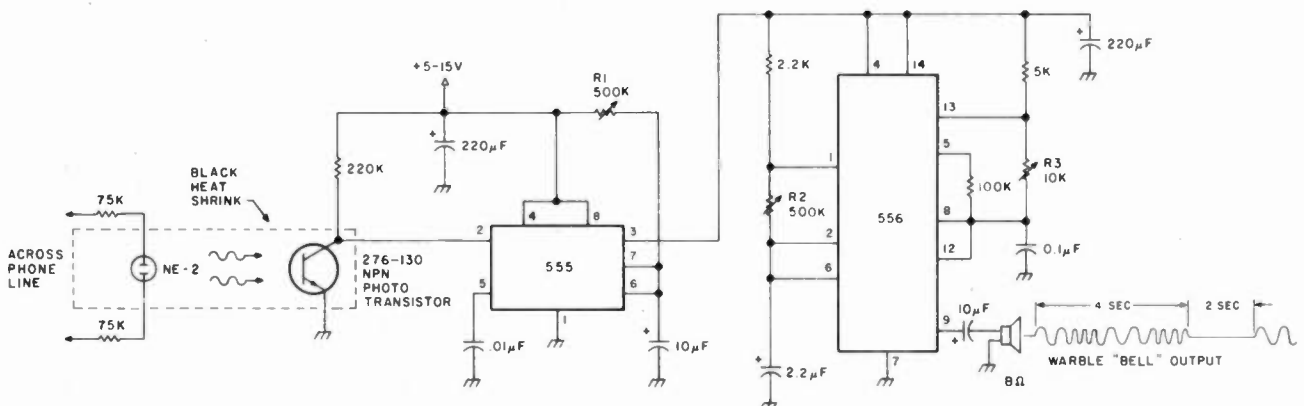 ACROSS
PHONE
LINE
75K
75K
NE-2
BLACK
HEAT
SHRINK
276-130
NPN
PHOTO
TRANSISTOR
220K
+5-15V
+
220µF
R1
500K
2
4
8
3
7
6
5
1
555
.01µF
+
10µF
2.2K
R2
500K
+
2.2µF
4
14
1
2
6
13
5
8
12
9
7
556
5K
100K
R3
10K
0.1µF
+
220µF
10µF
+
8Ω
4 SEC
2 SEC
WARBLE "BELL" OUTPUT